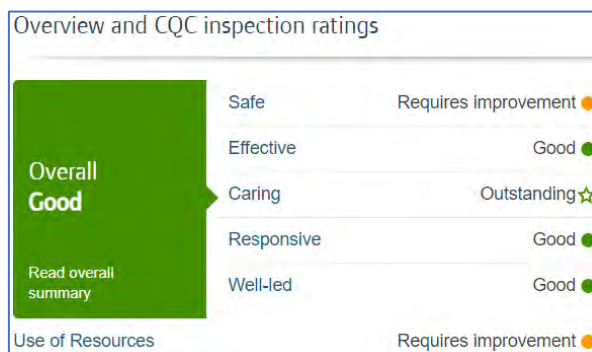 Overview and CQC inspection ratings
Overall
Good
Read overall
summary
Safe Requires improvement
Effective Good
Caring Outstanding
Responsive Good
Well-led Good
Use of Resources Requires improvement